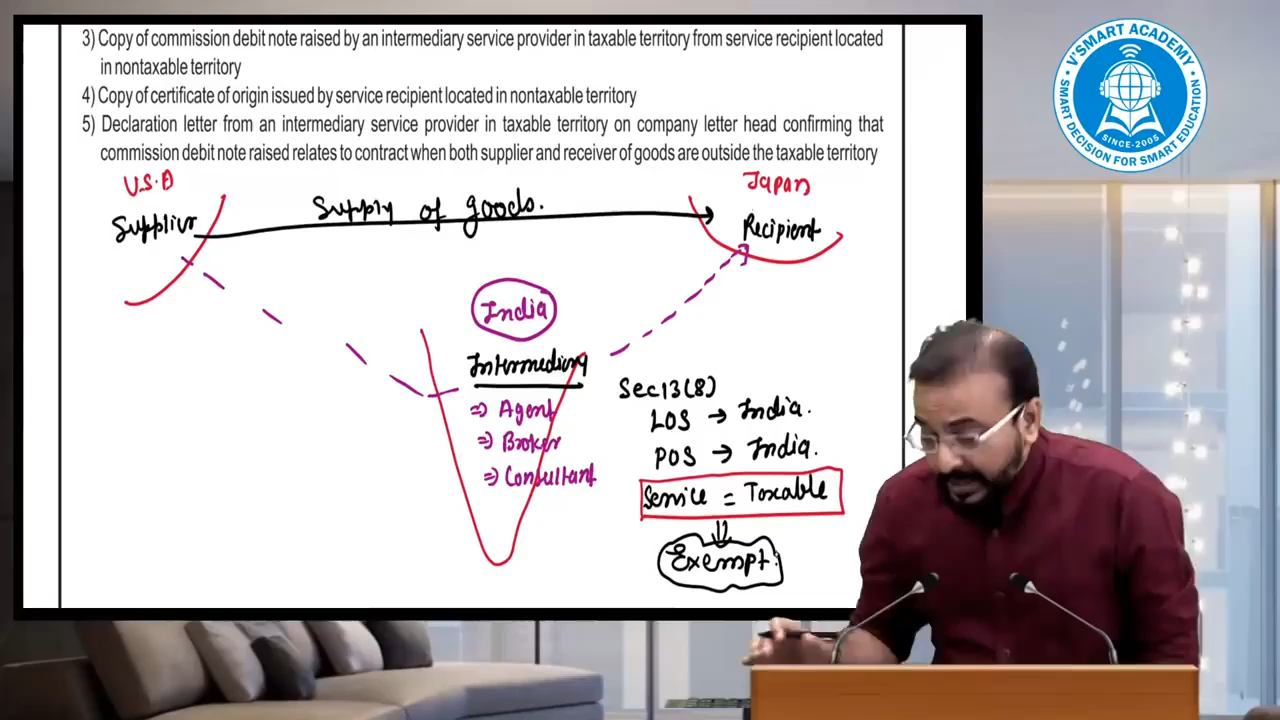 3) Copy of commission debit note raised by an intermediary service provider in taxable territory from service recipient located
in nontaxable territory
4) Copy of certificate of origin issued by service recipient located in nontaxable territory
5) Declaration letter from an intermediary service provider in taxable territory on company letter head confirming that
commission debit note raised relates to contract when both supplier and receiver of goods are outside the taxable territory
U.S.A
Supplier
Supply of goods.
Japan
Recipient
India
Intermediary
⇒ Agent
⇒ Broker
⇒ Consultant
Sec13(8)
LOS → India.
POS → India.
Service = Taxable
Exempt.
V'SMART ACADEMY
SINCE-2005
SMART DECISION FOR SMART EDUCATION